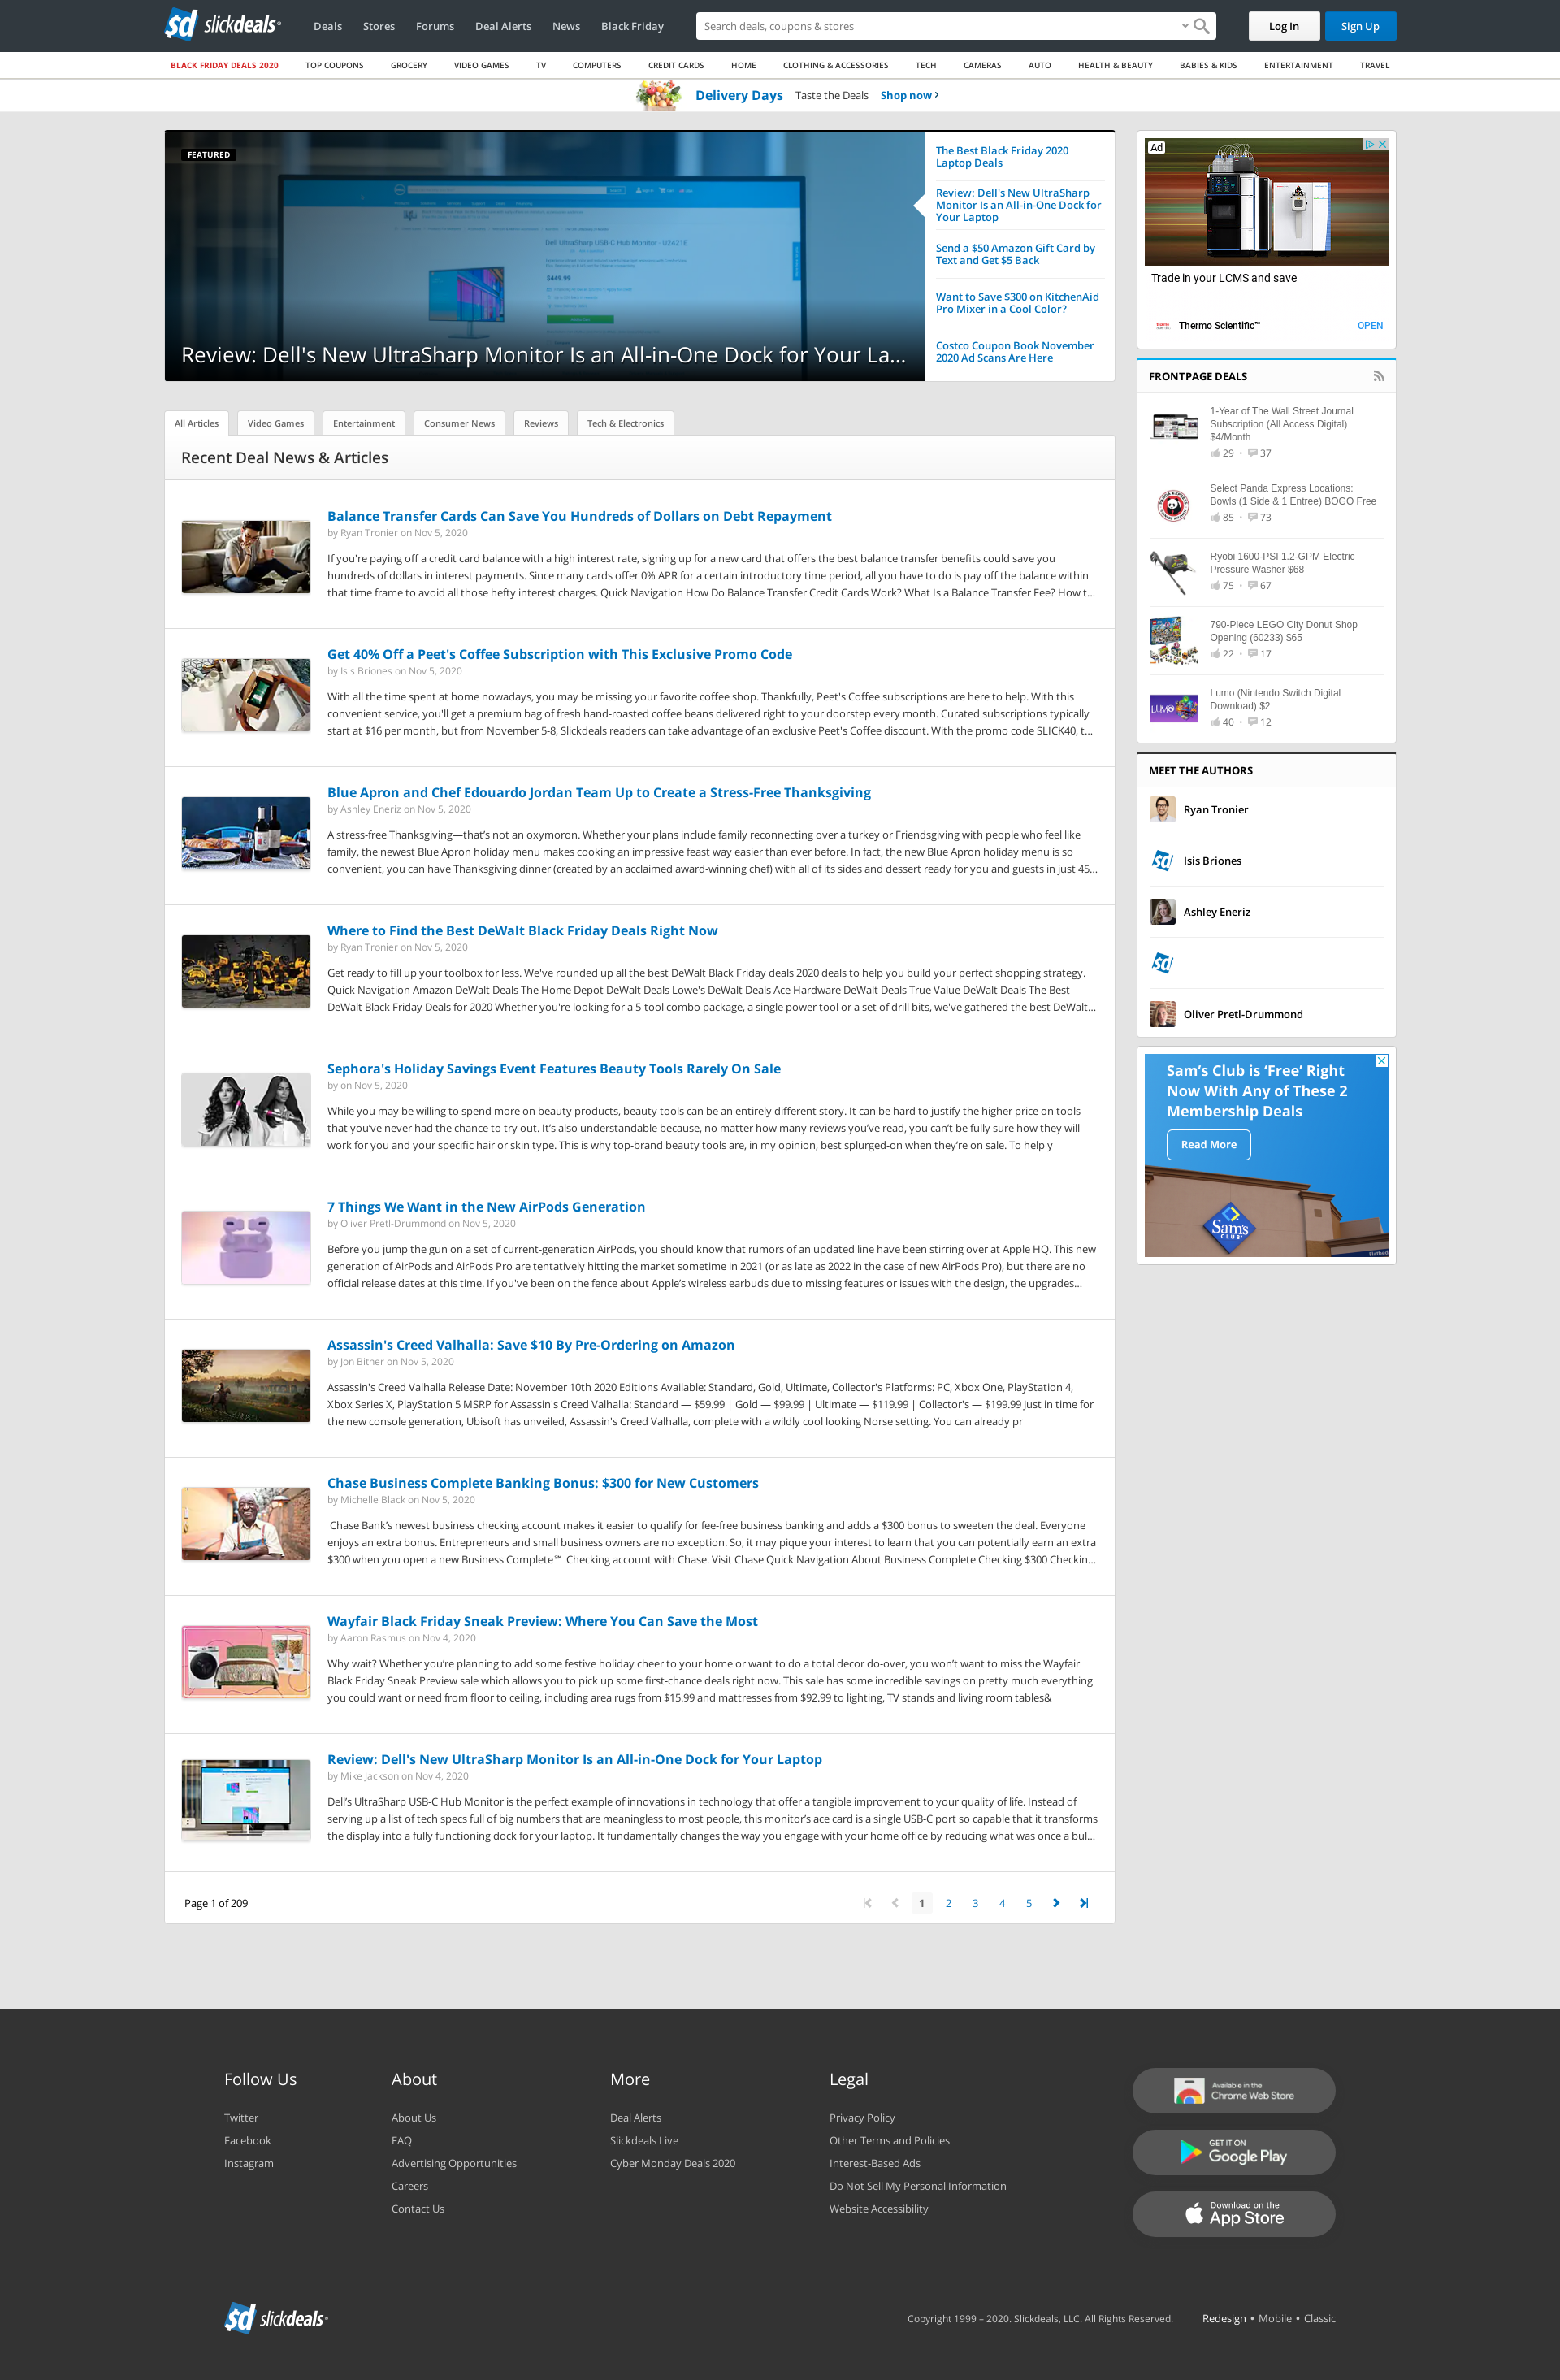 sd slickdeals
Deals
Stores
Forums
Deal Alerts
News
Black Friday
Search deals, coupons & stores
Log In
Sign Up
BLACK FRIDAY DEALS 2020
TOP COUPONS
GROCERY
VIDEO GAMES
TV
COMPUTERS
CREDIT CARDS
HOME
CLOTHING & ACCESSORIES
TECH
CAMERAS
AUTO
HEALTH & BEAUTY
BABIES & KIDS
ENTERTAINMENT
TRAVEL
Delivery Days
Taste the Deals
Shop now
FEATURED
Dell UltraSharp USB-C Hub Monitor - U2421E
$449.99
Review: Dell's New UltraSharp Monitor Is an All-in-One Dock for Your La...
The Best Black Friday 2020
Laptop Deals
Review: Dell's New UltraSharp
Monitor Is an All-in-One Dock for
Your Laptop
Send a $50 Amazon Gift Card by
Text and Get $5 Back
Want to Save $300 on KitchenAid
Pro Mixer in a Cool Color?
Costco Coupon Book November
2020 Ad Scans Are Here
All Articles
Video Games
Entertainment
Consumer News
Reviews
Tech & Electronics
Recent Deal News & Articles
Balance Transfer Cards Can Save You Hundreds of Dollars on Debt Repayment
by Ryan Tronier on Nov 5, 2020
If you're paying off a credit card balance with a high interest rate, signing up for a new card that offers the best balance transfer benefits could save you
hundreds of dollars in interest payments. Since many cards offer 0% APR for a certain introductory time period, all you have to do is pay off the balance within
that time frame to avoid all those hefty interest charges. Quick Navigation How Do Balance Transfer Credit Cards Work? What Is a Balance Transfer Fee? How t...
Get 40% Off a Peet's Coffee Subscription with This Exclusive Promo Code
by Isis Briones on Nov 5, 2020
With all the time spent at home nowadays, you may be missing your favorite coffee shop. Thankfully, Peet's Coffee subscriptions are here to help. With this
convenient service, you'll get a premium bag of fresh hand-roasted coffee beans delivered right to your doorstep every month. Curated subscriptions typically
start at $16 per month, but from November 5-8, Slickdeals readers can take advantage of an exclusive Peet's Coffee discount. With the promo code SLICK40, t...
Blue Apron and Chef Edouardo Jordan Team Up to Create a Stress-Free Thanksgiving
by Ashley Eneriz on Nov 5, 2020
A stress-free Thanksgiving—that’s not an oxymoron. Whether your plans include family reconnecting over a turkey or Friendsgiving with people who feel like
family, the newest Blue Apron holiday menu makes cooking an impressive feast way easier than ever before. In fact, the new Blue Apron holiday menu is so
convenient, you can have Thanksgiving dinner (created by an acclaimed award-winning chef) with all of its sides and dessert ready for you and guests in just 45...
Where to Find the Best DeWalt Black Friday Deals Right Now
by Ryan Tronier on Nov 5, 2020
Get ready to fill up your toolbox for less. We've rounded up all the best DeWalt Black Friday deals 2020 deals to help you build your perfect shopping strategy.
Quick Navigation Amazon DeWalt Deals The Home Depot DeWalt Deals Lowe's DeWalt Deals Ace Hardware DeWalt Deals True Value DeWalt Deals The Best
DeWalt Black Friday Deals for 2020 Whether you're looking for a 5-tool combo package, a single power tool or a set of drill bits, we've gathered the best DeWalt...
Sephora's Holiday Savings Event Features Beauty Tools Rarely On Sale
by on Nov 5, 2020
While you may be willing to spend more on beauty products, beauty tools can be an entirely different story. It can be hard to justify the higher price on tools
that you’ve never had the chance to try out. It’s also understandable because, no matter how many reviews you’ve read, you can’t be fully sure how they will
work for you and your specific hair or skin type. This is why top-brand beauty tools are, in my opinion, best splurged-on when they’re on sale. To help y
7 Things We Want in the New AirPods Generation
by Oliver Pretl-Drummond on Nov 5, 2020
Before you jump the gun on a set of current-generation AirPods, you should know that rumors of an updated line have been stirring over at Apple HQ. This new
generation of AirPods and AirPods Pro are tentatively hitting the market sometime in 2021 (or as late as 2022 in the case of new AirPods Pro), but there are no
official release dates at this time. If you've been on the fence about Apple’s wireless earbuds due to missing features or issues with the design, the upgrades...
Assassin's Creed Valhalla: Save $10 By Pre-Ordering on Amazon
by Jon Bitner on Nov 5, 2020
Assassin's Creed Valhalla Release Date: November 10th 2020 Editions Available: Standard, Gold, Ultimate, Collector's Platforms: PC, Xbox One, PlayStation 4,
Xbox Series X, PlayStation 5 MSRP for Assassin's Creed Valhalla: Standard — $59.99 | Gold — $99.99 | Ultimate — $119.99 | Collector's — $199.99 Just in time for
the new console generation, Ubisoft has unveiled, Assassin's Creed Valhalla, complete with a wildly cool looking Norse setting. You can already pr
Chase Business Complete Banking Bonus: $300 for New Customers
by Michelle Black on Nov 5, 2020
Chase Bank’s newest business checking account makes it easier to qualify for fee-free business banking and adds a $300 bonus to sweeten the deal. Everyone
enjoys an extra bonus. Entrepreneurs and small business owners are no exception. So, it may pique your interest to learn that you can potentially earn an extra
$300 when you open a new Business Complete℠ Checking account with Chase. Visit Chase Quick Navigation About Business Complete Checking $300 Checkin...
Wayfair Black Friday Sneak Preview: Where You Can Save the Most
by Aaron Rasmus on Nov 4, 2020
Why wait? Whether you’re planning to add some festive holiday cheer to your home or want to do a total decor do-over, you won’t want to miss the Wayfair
Black Friday Sneak Preview sale which allows you to pick up some first-chance deals right now. This sale has some incredible savings on pretty much everything
you could want or need from floor to ceiling, including area rugs from $15.99 and mattresses from $92.99 to lighting, TV stands and living room tables&
Review: Dell's New UltraSharp Monitor Is an All-in-One Dock for Your Laptop
by Mike Jackson on Nov 4, 2020
Dell’s UltraSharp USB-C Hub Monitor is the perfect example of innovations in technology that offer a tangible improvement to your quality of life. Instead of
serving up a list of tech specs full of big numbers that are meaningless to most people, this monitor’s ace card is a single USB-C port so capable that it transforms
the display into a fully functioning dock for your laptop. It fundamentally changes the way you engage with your home office by reducing what was once a bul...
Page 1 of 209
1 2 3 4 5
Ad
Trade in your LCMS and save
Thermo Scientific™
OPEN
FRONTPAGE DEALS
1-Year of The Wall Street Journal
Subscription (All Access Digital)
$4/Month
29 • 37
PANDA EXPRESS
Select Panda Express Locations:
Bowls (1 Side & 1 Entree) BOGO Free
85 • 73
Ryobi 1600-PSI 1.2-GPM Electric
Pressure Washer $68
75 • 67
790-Piece LEGO City Donut Shop
Opening (60233) $65
22 • 17
LUMO
Lumo (Nintendo Switch Digital
Download) $2
40 • 12
MEET THE AUTHORS
Ryan Tronier
sd
Isis Briones
Ashley Eneriz
sd
Oliver Pretl-Drummond
Sam’s Club is ‘Free’ Right
Now With Any of These 2
Membership Deals
Read More
Sam's
CLUB
Follow Us
Twitter
Facebook
Instagram
About
About Us
FAQ
Advertising Opportunities
Careers
Contact Us
More
Deal Alerts
Slickdeals Live
Cyber Monday Deals 2020
Legal
Privacy Policy
Other Terms and Policies
Interest-Based Ads
Do Not Sell My Personal Information
Website Accessibility
Available in the
Chrome Web Store
GET IT ON
Google Play
Download on the
App Store
sd slickdeals
Copyright 1999 – 2020. Slickdeals, LLC. All Rights Reserved.
Redesign • Mobile • Classic